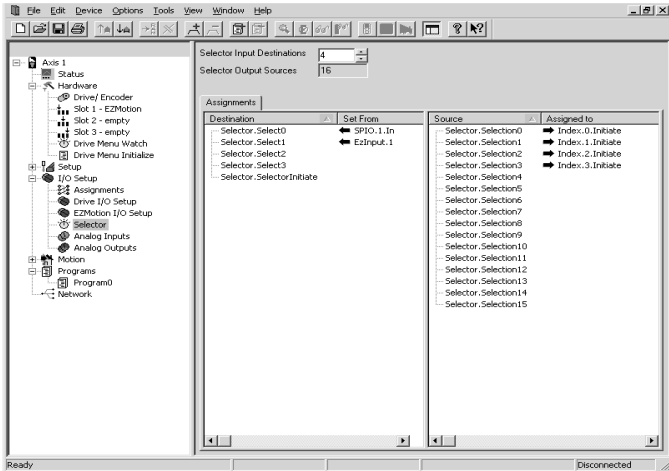 File Edit Device Options Tools View Window Help
Axis 1
Status
Hardware
Drive/ Encoder
Slot 1 - EZMotion
Slot 2 - empty
Slot 3 - empty
Drive Menu Watch
Drive Menu Initialize
Setup
I/O Setup
Assignments
Drive I/O Setup
EZMotion I/O Setup
Selector
Analog Inputs
Analog Outputs
Motion
Programs
Program0
Network
Selector Input Destinations 4
Selector Output Sources 16
Assignments
Destination Set From
Selector.Select0 SPIO.1.In
Selector.Select1 EzInput.1
Selector.Select2
Selector.Select3
Selector.SelectorInitiate
Source Assigned to
Selector.Selection0 Index.0.Initiate
Selector.Selection1 Index.1.Initiate
Selector.Selection2 Index.2.Initiate
Selector.Selection3 Index.3.Initiate
Selector.Selection4
Selector.Selection5
Selector.Selection6
Selector.Selection7
Selector.Selection8
Selector.Selection9
Selector.Selection10
Selector.Selection11
Selector.Selection12
Selector.Selection13
Selector.Selection14
Selector.Selection15
Ready Disconnected